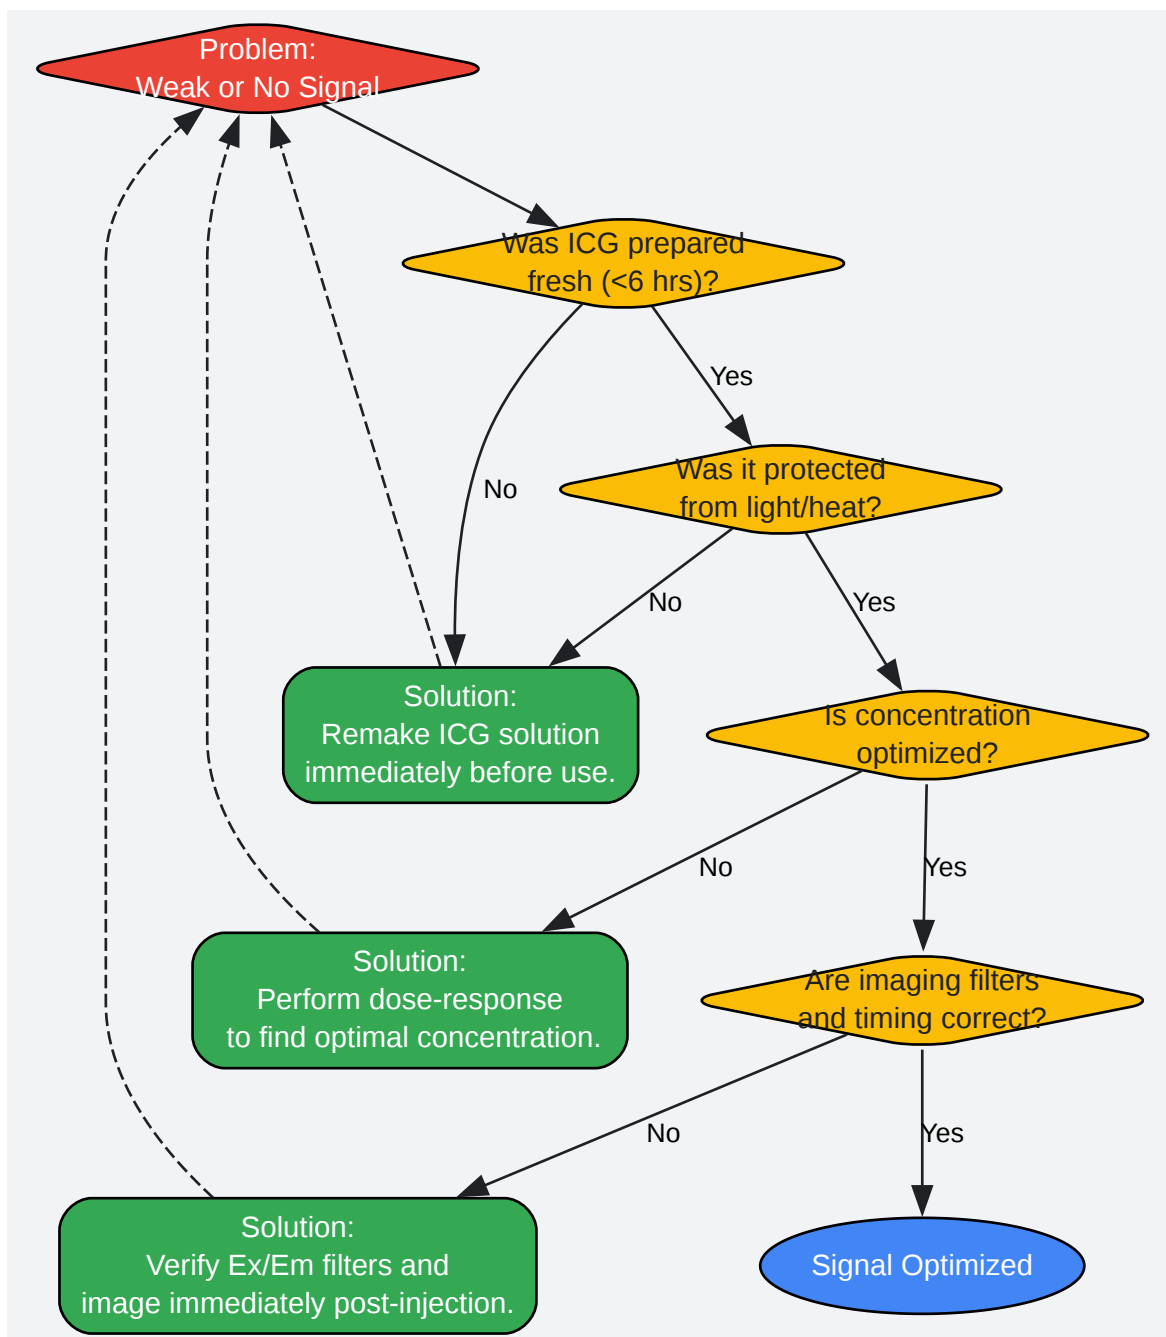 Problem:
Weak or No Signal
Was ICG prepared
fresh (<6 hrs)?
Yes
Was it protected
from light/heat?
No
No
Yes
Solution:
Remake ICG solution
immediately before use.
Is concentration
optimized?
No
Yes
Solution:
Perform dose-response
to find optimal concentration.
Are imaging filters
and timing correct?
No
Yes
Solution:
Verify Ex/Em filters and
image immediately post-injection.
Signal Optimized